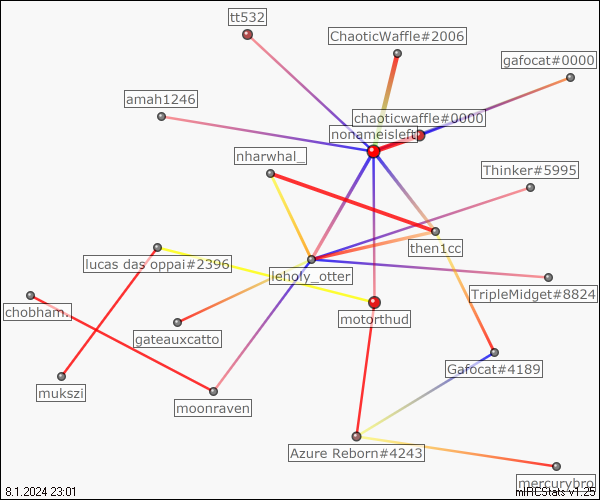 tt532
ChaoticWaffle#2006
gafocat#0000
amah1246
chaoticwaffle#0000
nonameisleft
nharwhal_
Thinker#5995
then1cc
lucas das oppai#2396
leholy_otter
TripleMidget#8824
chobham.
motorthud
gateauxcatto
Gafocat#4189
mukszi
moonraven
Azure Reborn#4243
mercurybro
8.1.2024 23:01
mIRCStats v1.25